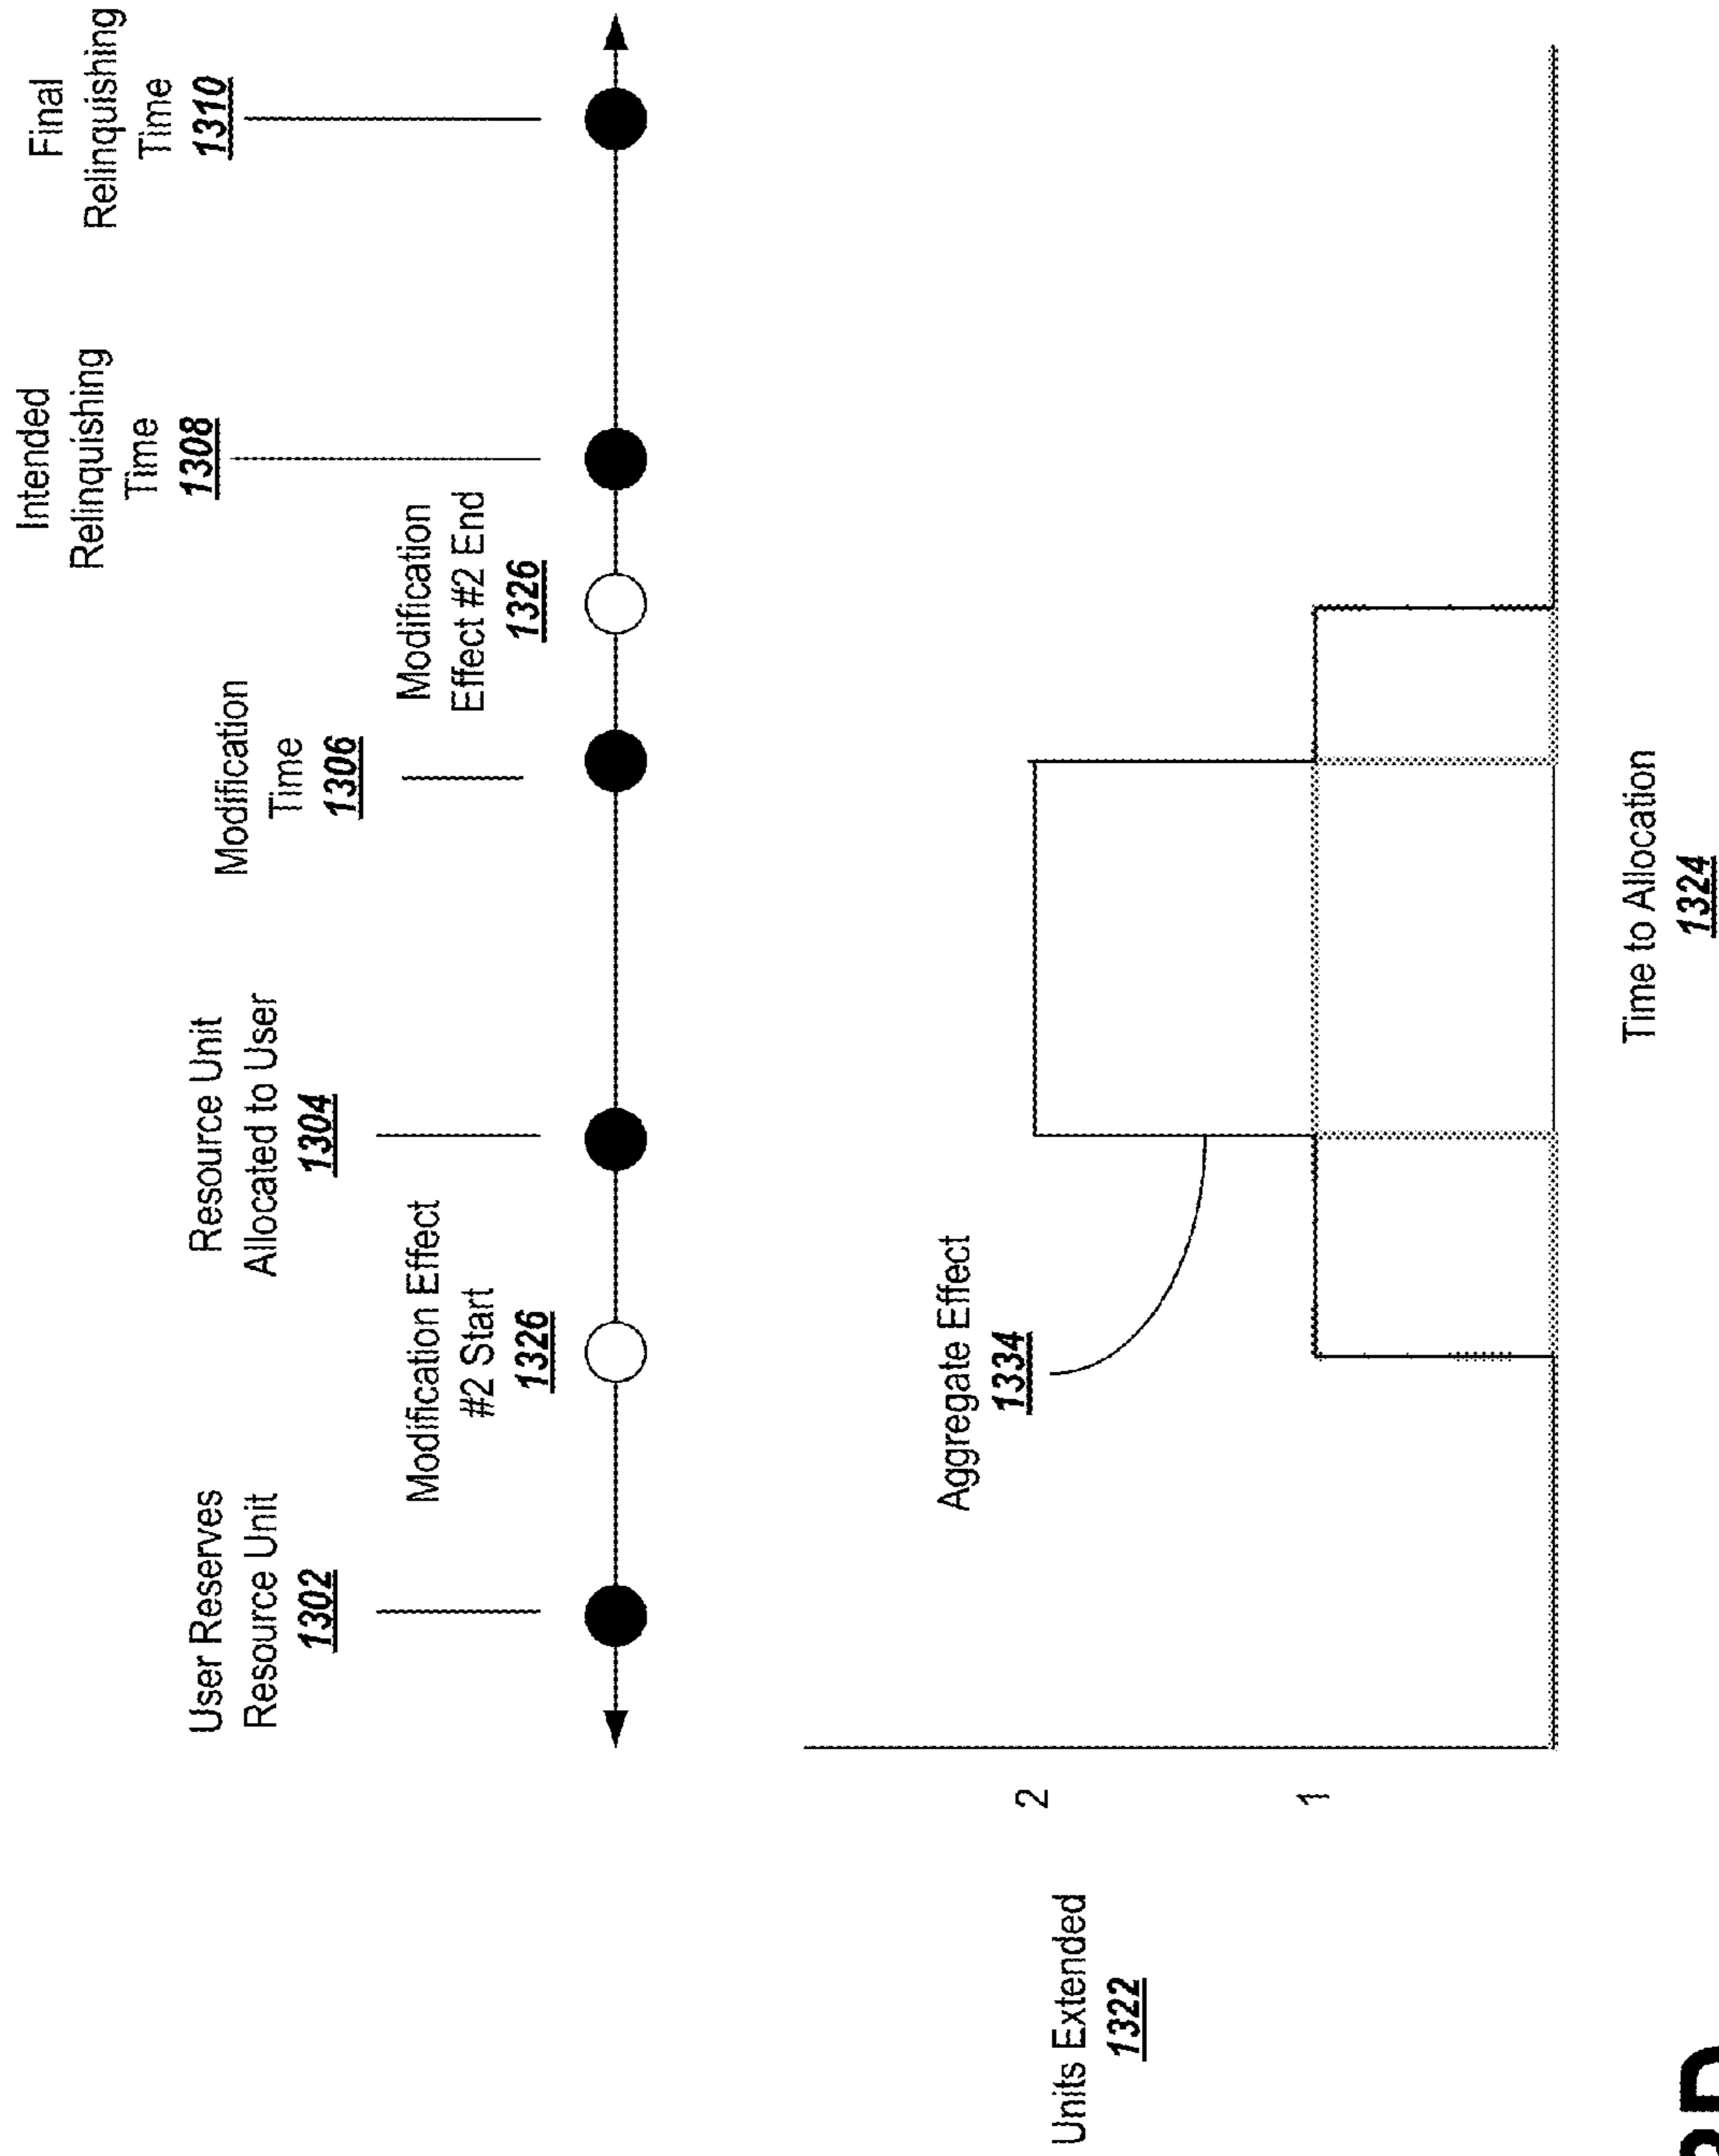 User Reserves
Resource Unit
1302
Modification Effect
#2 Start
1326
Resource Unit
Allocated to User
1304
Modification
Time
1306
Modification
Effect #2 End
1326
Intended
Relinquishing
Time
1308
Final
Relinquishing
Time
1310
Units Extended
1322
2
1
Aggregate Effect
1334
Time to Allocation
1324